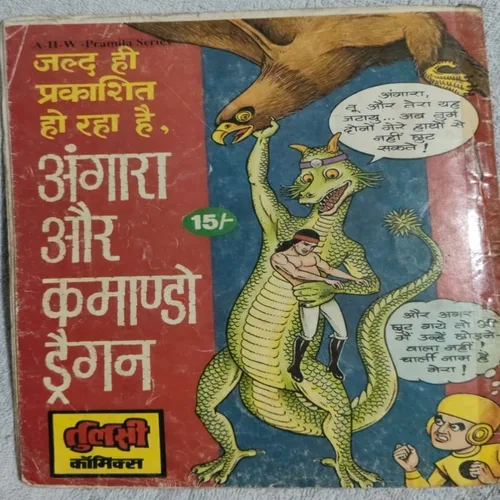 A-H-W-Pramila Series
जल्द ही
प्रकाशित
हो रहा है,
अंगारा
और
कमाण्डो
ड्रैगन
15/-
तुलसी
कॉमिक्स
अंगारा,
तू और तेरा यह
जटायु... अब तुम
दोनों मेरे हाथों से
नहीं छूट
सकते!
और अगर
छूट गये तो
मैं उन्हें छोड़ने
वाला नहीं!
चार्ली नाम है
मेरा!